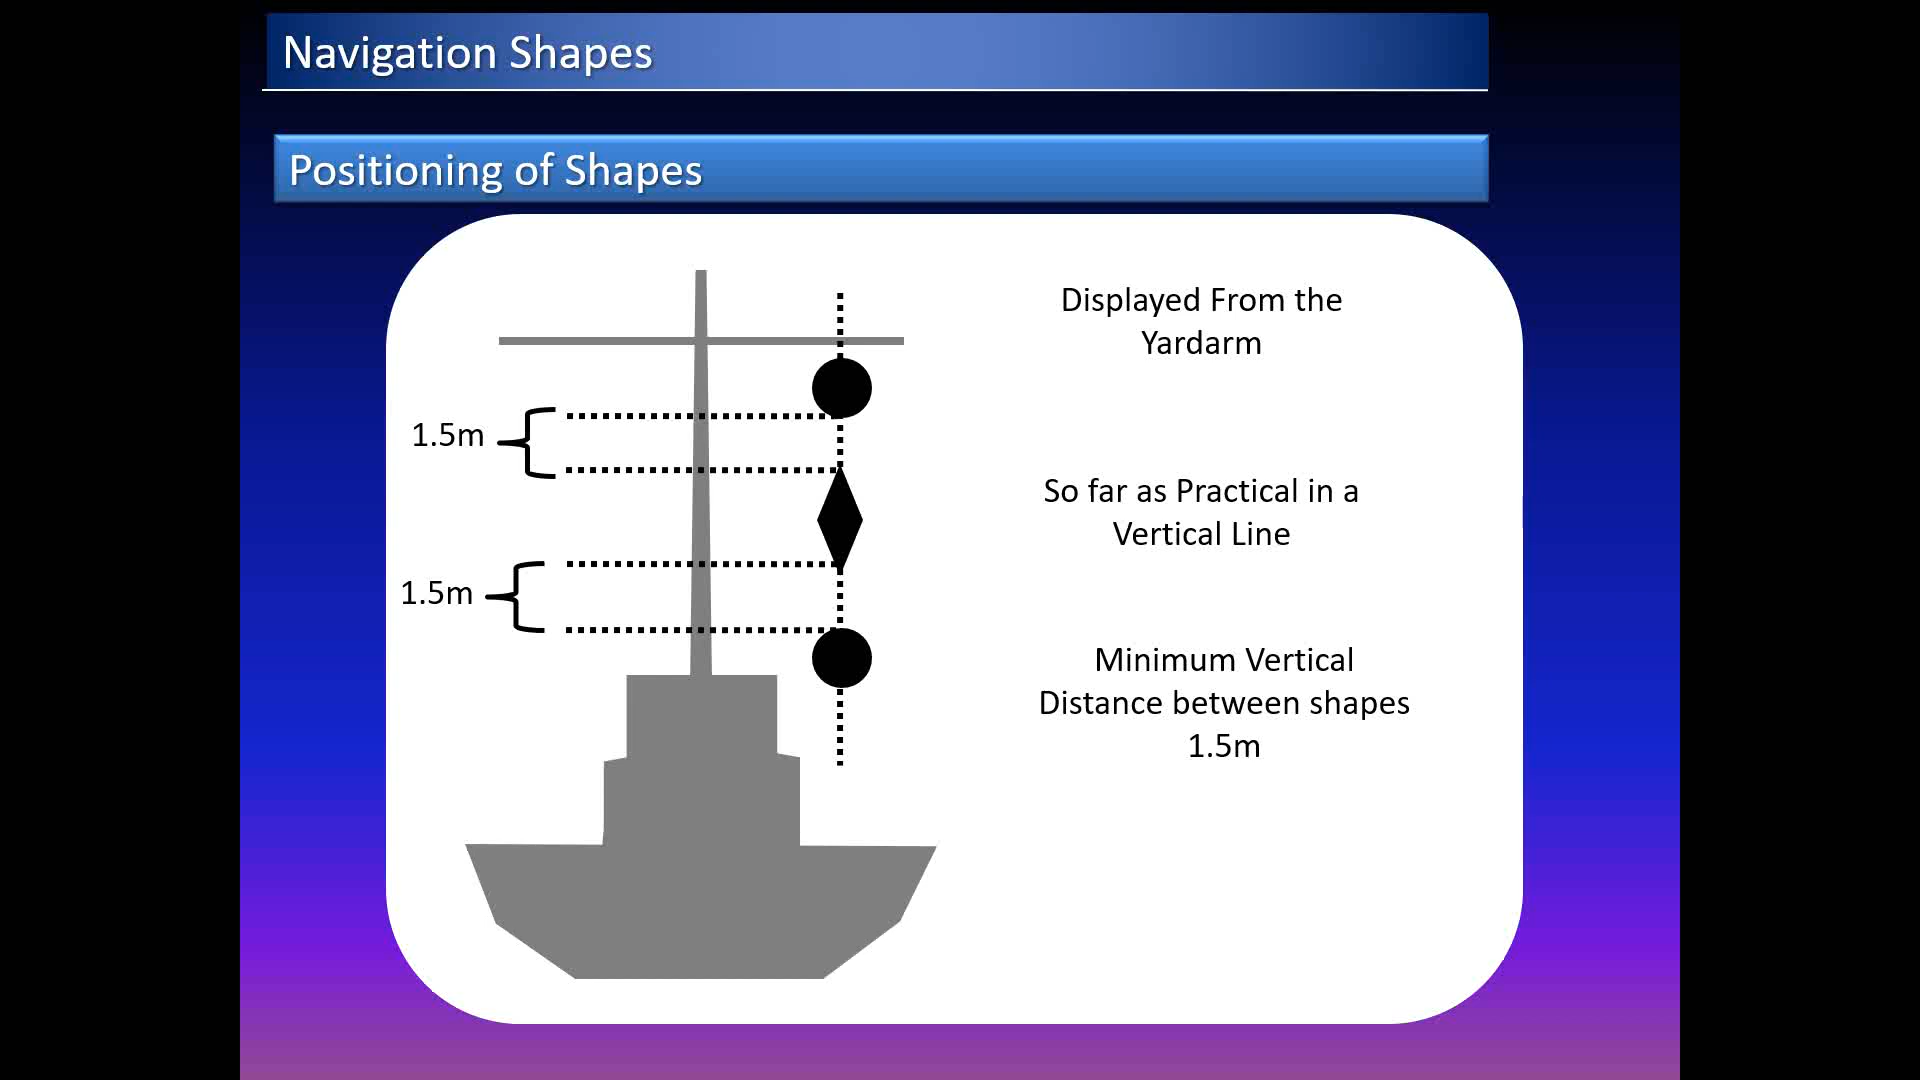 Navigation Shapes
Positioning of Shapes
Displayed From the
Yardarm
1.5m
So far as Practical in a
Vertical Line
1.5m
Minimum Vertical
Distance between shapes
1.5m